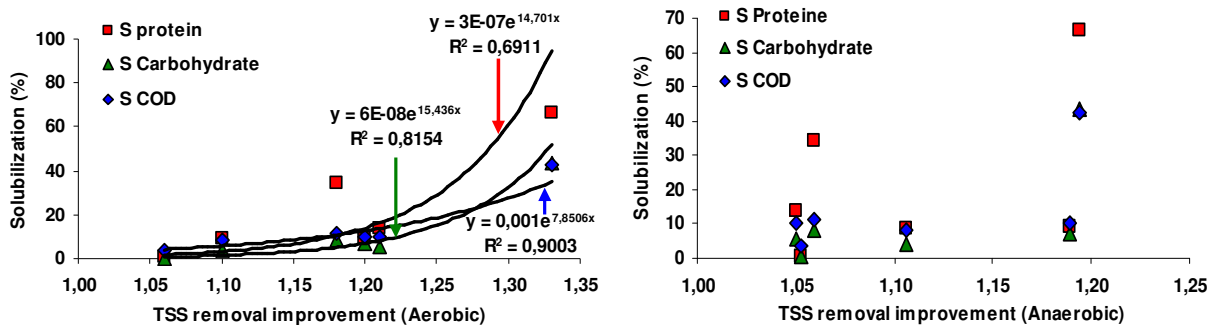 S protein
S Carbohydrate
S COD
y = 3E-07e^14,701x
R² = 0,6911
y = 6E-08e^15,436x
R² = 0,8154
y = 0,001e^7,8506x
R² = 0,9003
Solubilization (%)
100
80
60
40
20
0
1,00
1,05
1,10
1,15
1,20
1,25
1,30
1,35
TSS removal improvement (Aerobic)
S Proteine
S Carbohydrate
S COD
Solubilization (%)
70
60
50
40
30
20
10
0
1,00
1,05
1,10
1,15
1,20
1,25
TSS removal improvement (Anaerobic)